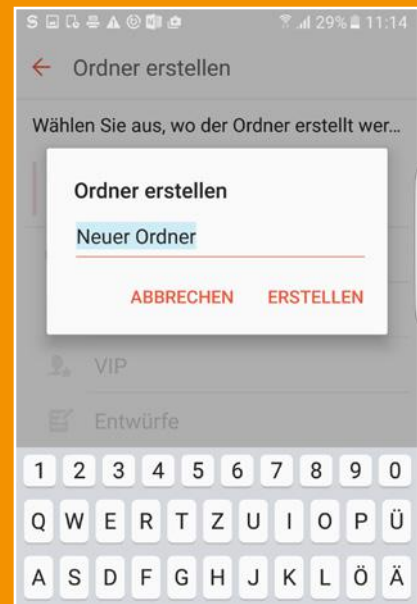 S 29% 11:14
Ordner erstellen
Wählen Sie aus, wo der Ordner erstellt wer...
Ordner erstellen
Neuer Ordner
ABBRECHEN ERSTELLEN
VIP
Entwürfe
1 2 3 4 5 6 7 8 9 0
Q W E R T Z U I O P Ü
A S D F G H J K L Ö Ä